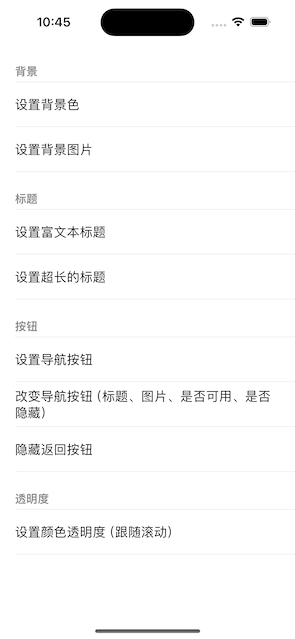 10:45
背景
设置背景色
设置背景图片
标题
设置富文本标题
设置超长的标题
按钮
设置导航按钮
改变导航按钮（标题、图片、是否可用、是否
隐藏）
隐藏返回按钮
透明度
设置颜色透明度（跟随滚动）